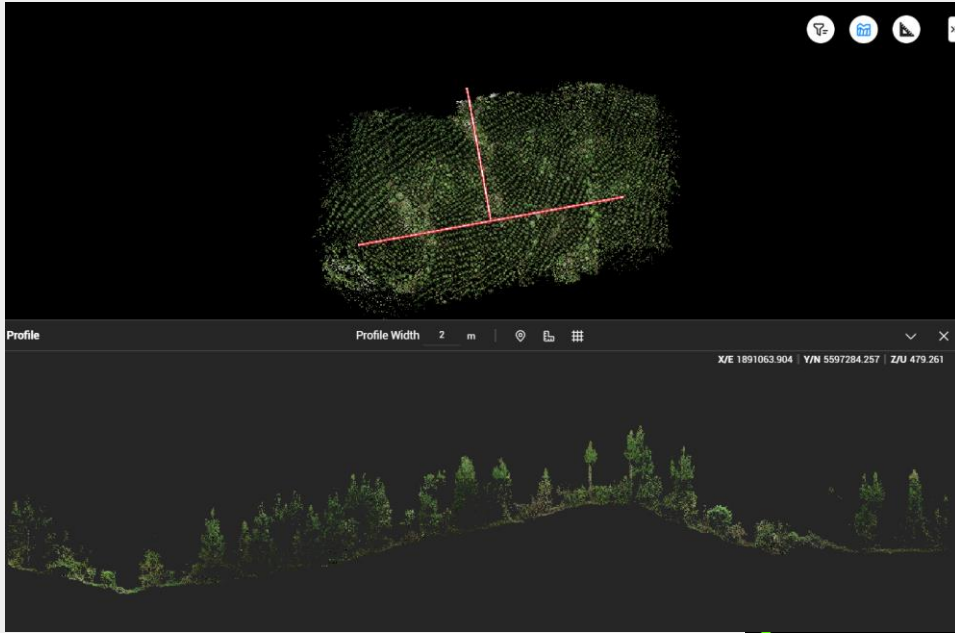 Profile
Profile Width 2 m
X/E 1891063.904 | Y/N 5597284.257 | Z/U 479.261